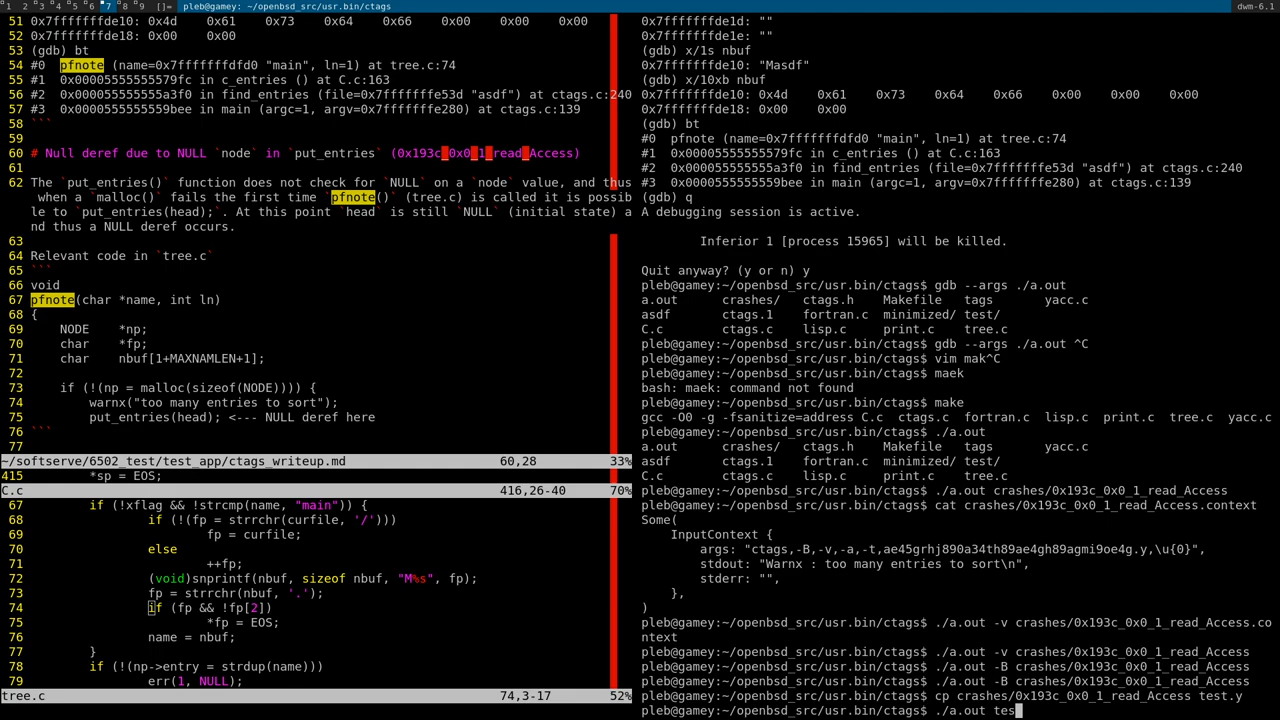 1 2 3 4 5 6 7 8 9 []= pleb@gamey: ~/openbsd_src/usr.bin/ctags dwm-6.1
51 0x7fffffffde10: 0x4d 0x61 0x73 0x64 0x66 0x00 0x00 0x00
52 0x7fffffffde18: 0x00 0x00
53 (gdb) bt
54 #0 pfnote (name=0x7fffffffdfd0 "main", ln=1) at tree.c:74
55 #1 0x00005555555579fc in c_entries () at C.c:163
56 #2 0x000055555555a3f0 in find_entries (file=0x7fffffffe53d "asdf") at ctags.c:240
57 #3 0x0000555555559bee in main (argc=1, argv=0x7fffffffe280) at ctags.c:139
58 ```
59
60 # Null deref due to NULL `node` in `put_entries` (0x193c_0x0_1_read_Access)
61
62 The `put_entries()` function does not check for `NULL` on a `node` value, and thus
when a `malloc()` fails the first time `pfnote()` (tree.c) is called it is possib
le to `put_entries(head);`. At this point `head` is still `NULL` (initial state) a
nd thus a NULL deref occurs.
63
64 Relevant code in `tree.c`
65 ```
66 void
67 pfnote(char *name, int ln)
68 {
69 NODE *np;
70 char *fp;
71 char nbuf[1+MAXNAMLEN+1];
72
73 if (!(np = malloc(sizeof(NODE)))) {
74 warnx("too many entries to sort");
75 put_entries(head); <--- NULL deref here
76 ```
77
~/softserve/6502_test/test_app/ctags_writeup.md 60,28 33%
415 *sp = EOS;
C.c 416,26-40 70%
67 if (!xflag && !strcmp(name, "main")) {
68 if (!(fp = strrchr(curfile, '/')))
69 fp = curfile;
70 else
71 ++fp;
72 (void)snprintf(nbuf, sizeof nbuf, "M%s", fp);
73 fp = strrchr(nbuf, '.');
74 if (fp && !fp[2])
75 *fp = EOS;
76 name = nbuf;
77 }
78 if (!(np->entry = strdup(name)))
79 err(1, NULL);
tree.c 74,3-17 52%
0x7fffffffde1d: ""
0x7fffffffde1e: ""
(gdb) x/1s nbuf
0x7fffffffde10: "Masdf"
(gdb) x/10xb nbuf
0x7fffffffde10: 0x4d 0x61 0x73 0x64 0x66 0x00 0x00 0x00
0x7fffffffde18: 0x00 0x00
(gdb) bt
#0 pfnote (name=0x7fffffffdfd0 "main", ln=1) at tree.c:74
#1 0x00005555555579fc in c_entries () at C.c:163
#2 0x000055555555a3f0 in find_entries (file=0x7fffffffe53d "asdf") at ctags.c:240
#3 0x0000555555559bee in main (argc=1, argv=0x7fffffffe280) at ctags.c:139
(gdb) q
A debugging session is active.
Inferior 1 [process 15965] will be killed.
Quit anyway? (y or n) y
pleb@gamey:~/openbsd_src/usr.bin/ctags$ gdb --args ./a.out
a.out crashes/ ctags.h Makefile tags yacc.c
asdf ctags.1 fortran.c minimized/ test/
C.c ctags.c lisp.c print.c tree.c
pleb@gamey:~/openbsd_src/usr.bin/ctags$ gdb --args ./a.out ^C
pleb@gamey:~/openbsd_src/usr.bin/ctags$ vim mak^C
pleb@gamey:~/openbsd_src/usr.bin/ctags$ maek
bash: maek: command not found
pleb@gamey:~/openbsd_src/usr.bin/ctags$ make
gcc -O0 -g -fsanitize=address C.c ctags.c fortran.c lisp.c print.c tree.c yacc.c
pleb@gamey:~/openbsd_src/usr.bin/ctags$ ./a.out
a.out crashes/ ctags.h Makefile tags yacc.c
asdf ctags.1 fortran.c minimized/ test/
C.c ctags.c lisp.c print.c tree.c
pleb@gamey:~/openbsd_src/usr.bin/ctags$ ./a.out crashes/0x193c_0x0_1_read_Access
pleb@gamey:~/openbsd_src/usr.bin/ctags$ cat crashes/0x193c_0x0_1_read_Access.context
Some(
InputContext {
args: "ctags,-B,-v,-a,-t,ae45grhj890a34th89ae4gh89agmi9oe4g.y,\u{0}",
stdout: "Warnx : too many entries to sort\n",
stderr: "",
},
)
pleb@gamey:~/openbsd_src/usr.bin/ctags$ ./a.out -v crashes/0x193c_0x0_1_read_Access.co
ntext
pleb@gamey:~/openbsd_src/usr.bin/ctags$ ./a.out -v crashes/0x193c_0x0_1_read_Access
pleb@gamey:~/openbsd_src/usr.bin/ctags$ ./a.out -B crashes/0x193c_0x0_1_read_Access
pleb@gamey:~/openbsd_src/usr.bin/ctags$ ./a.out -B crashes/0x193c_0x0_1_read_Access
pleb@gamey:~/openbsd_src/usr.bin/ctags$ cp crashes/0x193c_0x0_1_read_Access test.y
pleb@gamey:~/openbsd_src/usr.bin/ctags$ ./a.out tes